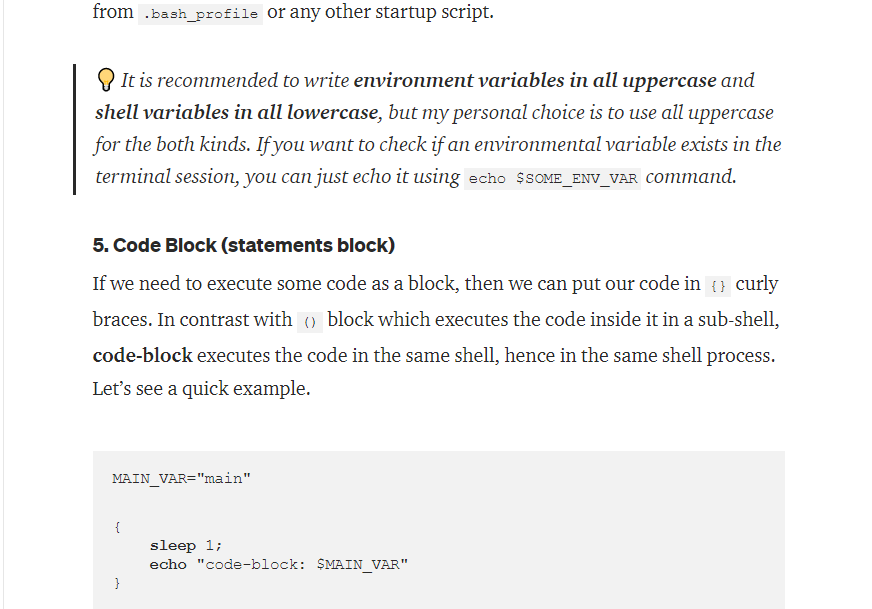 from .bash_profile or any other startup script.
💡 It is recommended to write environment variables in all uppercase and
shell variables in all lowercase, but my personal choice is to use all uppercase
for the both kinds. If you want to check if an environmental variable exists in the
terminal session, you can just echo it using echo $SOME_ENV_VAR command.
5. Code Block (statements block)
If we need to execute some code as a block, then we can put our code in {} curly
braces. In contrast with () block which executes the code inside it in a sub-shell,
code-block executes the code in the same shell, hence in the same shell process.
Let’s see a quick example.
MAIN_VAR="main"
{
    sleep 1;
    echo "code-block: $MAIN_VAR"
}